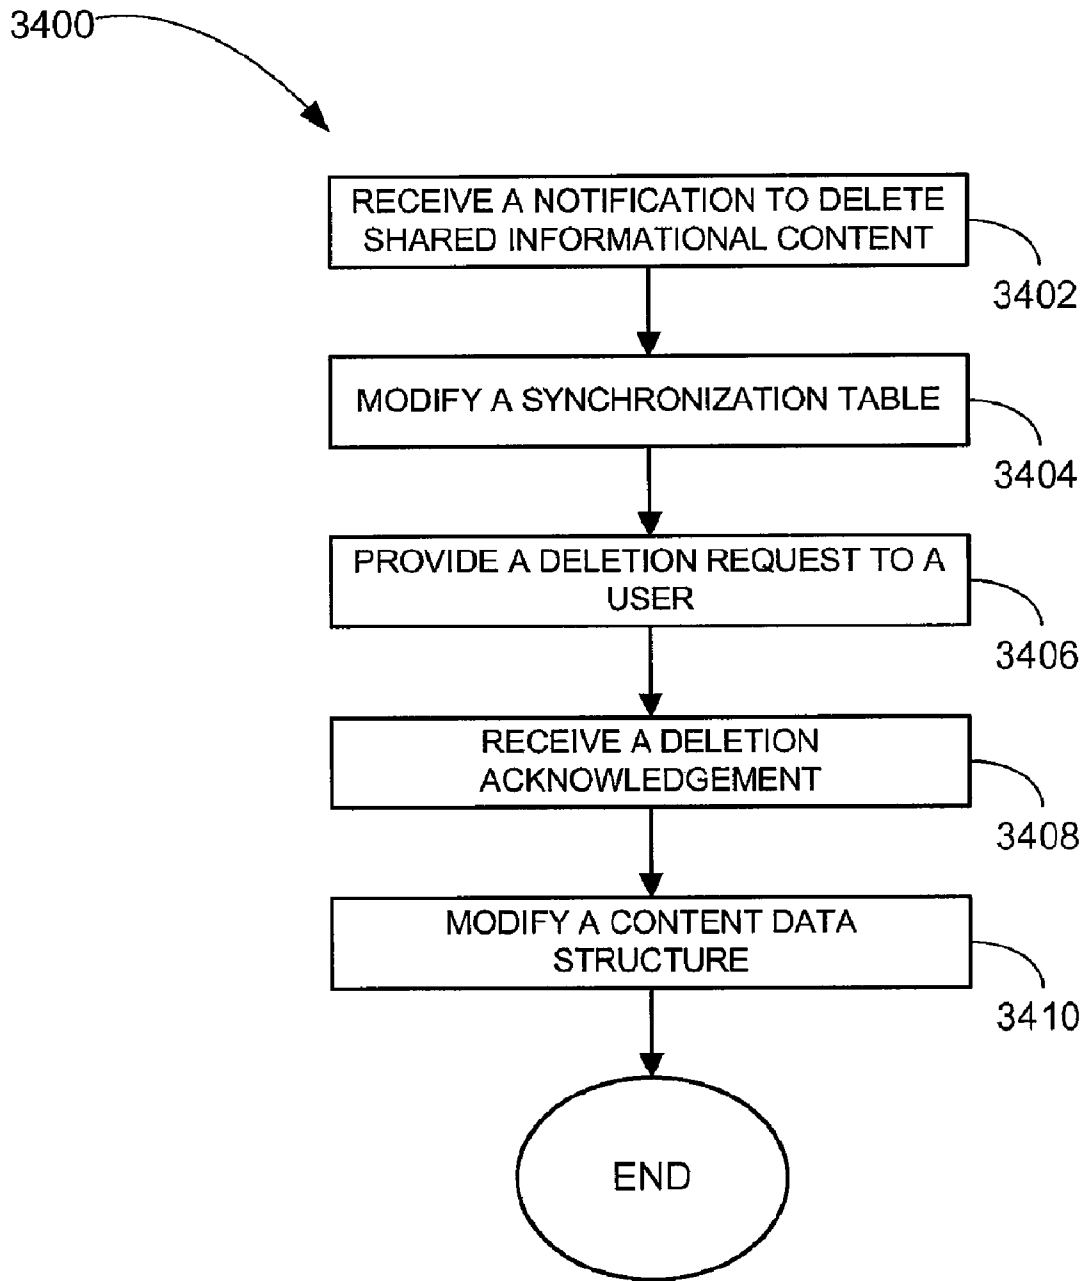 3400
RECEIVE A NOTIFICATION TO DELETE
SHARED INFORMATIONAL CONTENT
3402
MODIFY A SYNCHRONIZATION TABLE
3404
PROVIDE A DELETION REQUEST TO A
USER
3406
RECEIVE A DELETION
ACKNOWLEDGEMENT
3408
MODIFY A CONTENT DATA
STRUCTURE
3410
END